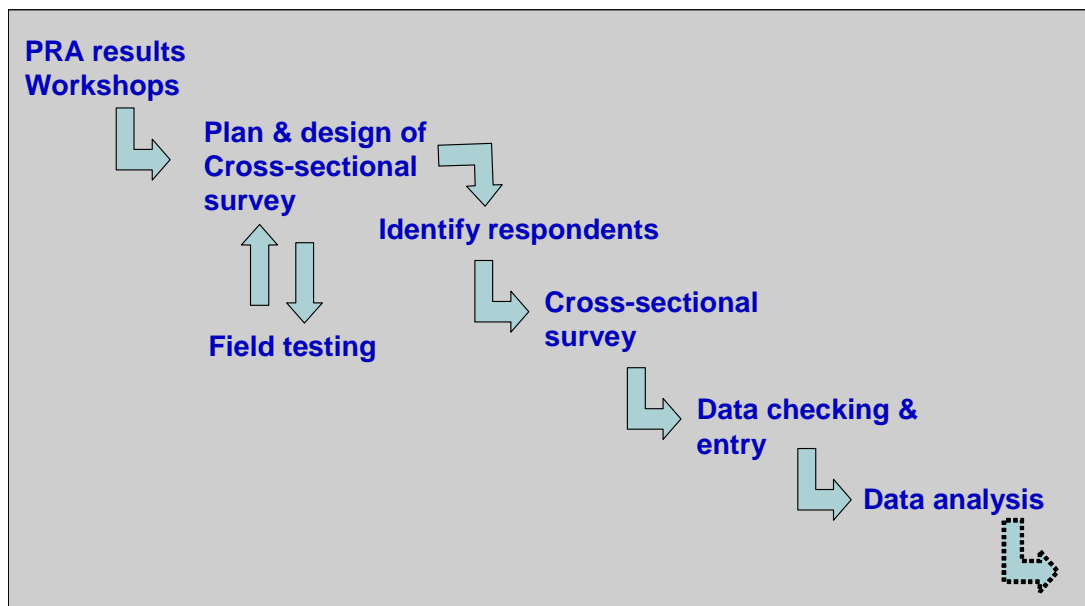 PRA results
Workshops
Plan & design of
Cross-sectional
survey
Identify respondents
Field testing
Cross-sectional
survey
Data checking &
entry
Data analysis